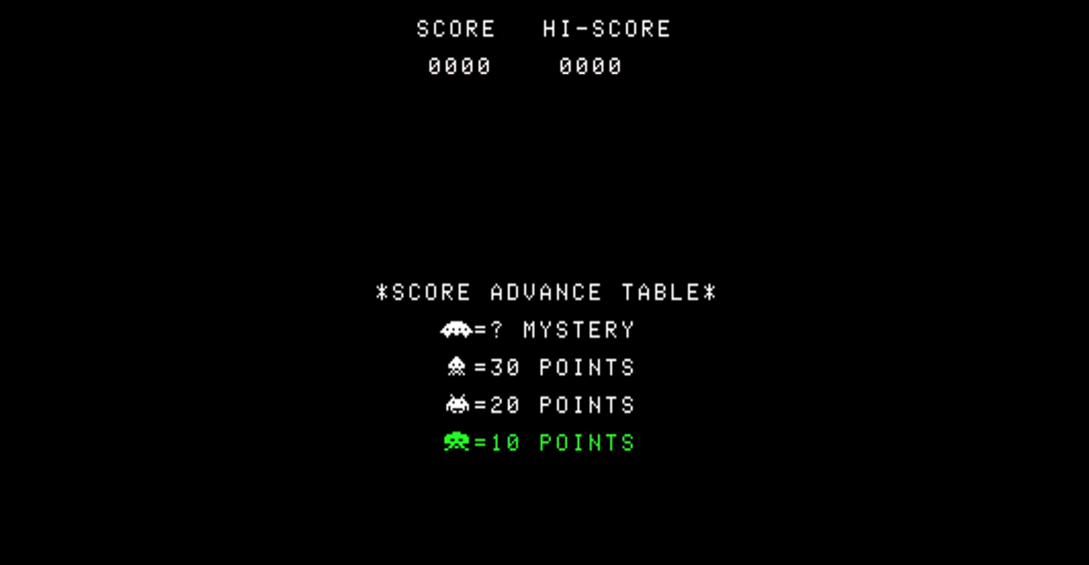 SCORE HI-SCORE
0000 0000
*SCORE ADVANCE TABLE*
=? MYSTERY
=30 POINTS
=20 POINTS
=10 POINTS